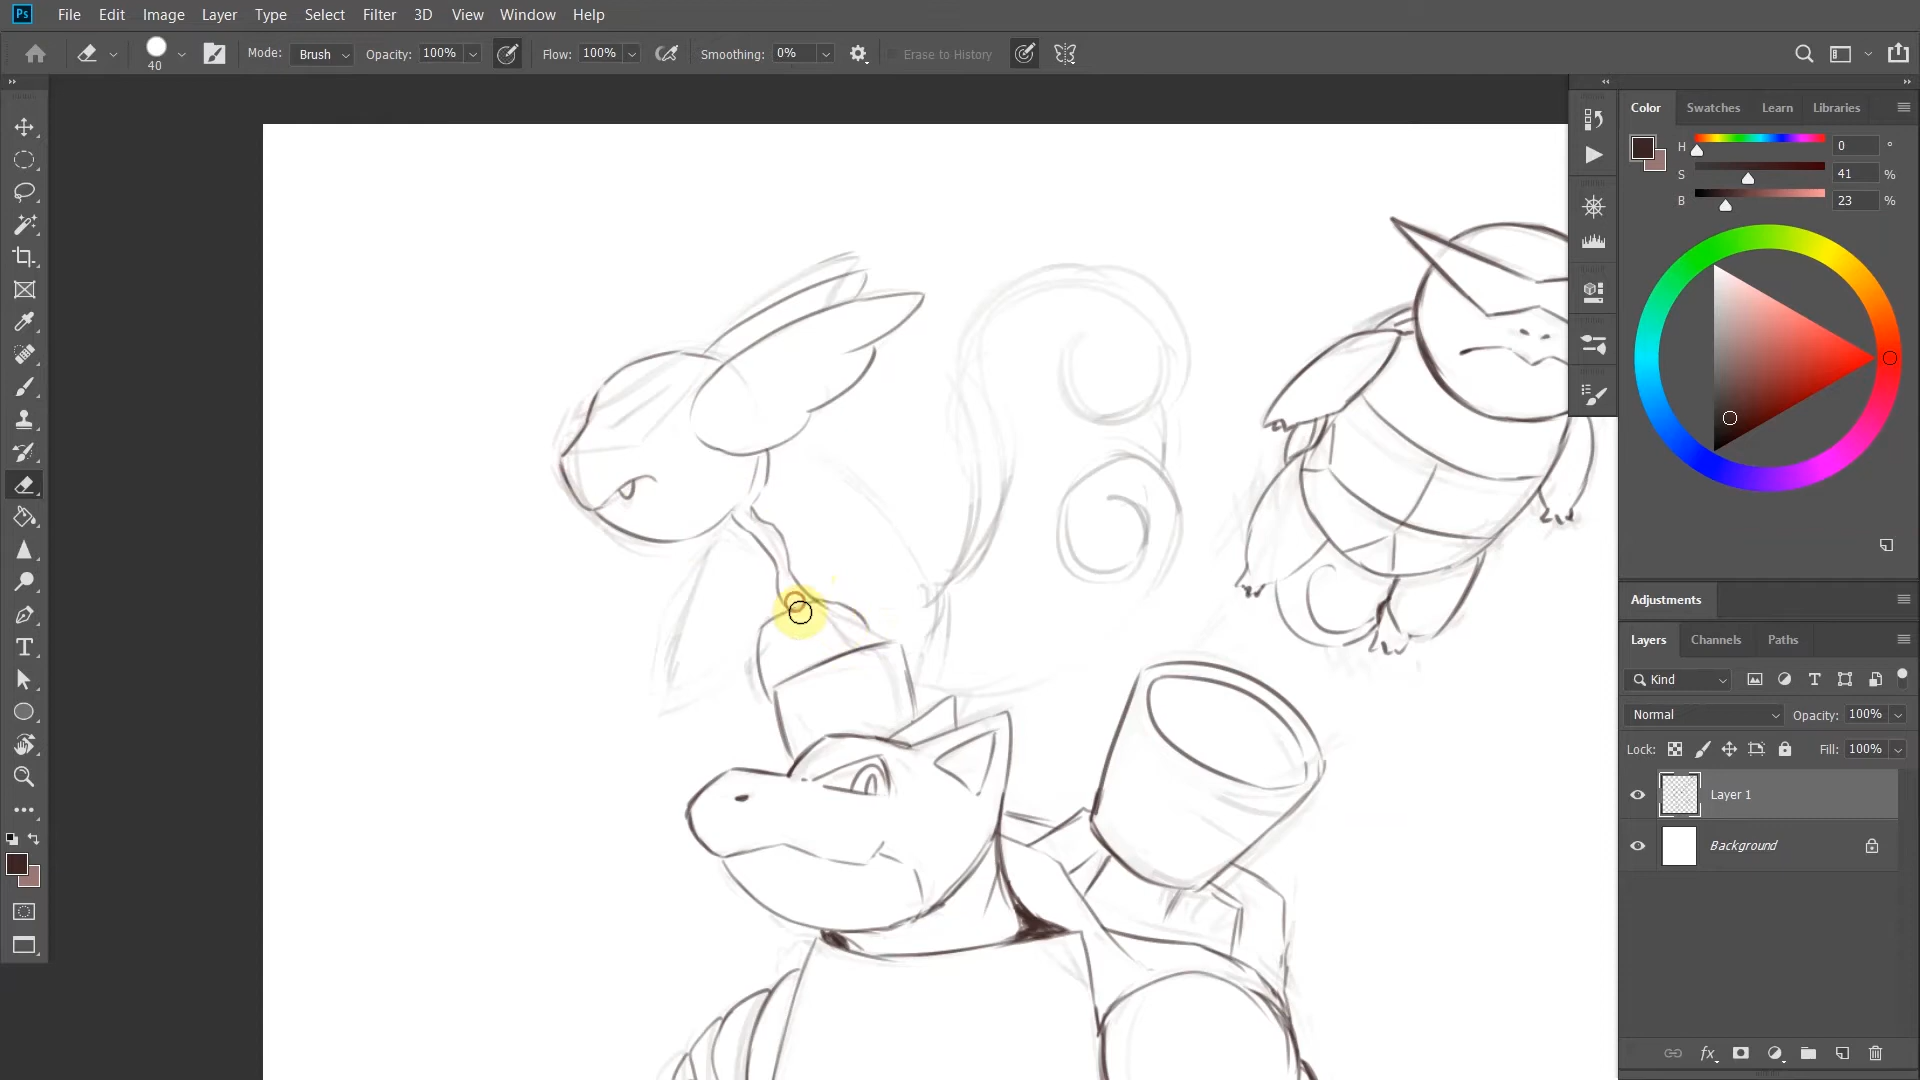 Ps File Edit Image Layer Type Select Filter 3D View Window Help
40 Mode: Brush Opacity: 100% Flow: 100% Smoothing: 0% Erase to History
Color Swatches Learn Libraries
H 0 °
S 41 %
B 23 %
Adjustments
Layers Channels Paths
Kind
Normal Opacity: 100%
Lock: Fill: 100%
Layer 1
Background